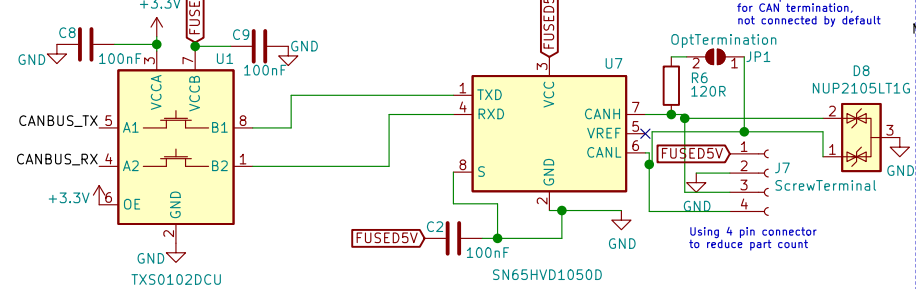 for CAN termination,
not connected by default
+3.3V
FUSED
C8
GND
100nF
3
7
C9
GND
100nF
U1
VCCA
VCCB
CANBUS_TX
5
A1
B1
8
CANBUS_RX
4
A2
B2
1
+3.3V
6
OE
GND
2
GND
TXS0102DCU
FUSED5V
3
U7
VCC
1
TXD
4
RXD
CANH
7
VREF
5
CANL
6
8
S
GND
2
FUSED5V
C2
100nF
GND
SN65HVD1050D
OptTermination
2
1
JP1
R6
120R
D8
NUP2105LT1G
2
1
3
GND
FUSED5V
1
2
3
4
J7
ScrewTerminal
GND
Using 4 pin connector
to reduce part count